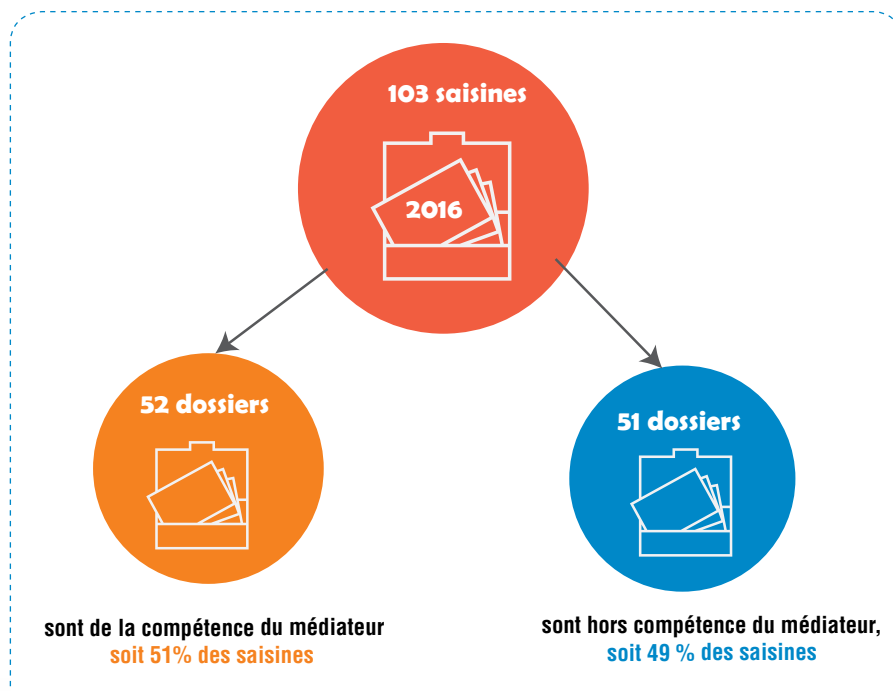 103 saisines
2016
52 dossiers
sont de la compétence du médiateur
soit 51% des saisines
51 dossiers
sont hors compétence du médiateur,
soit 49 % des saisines